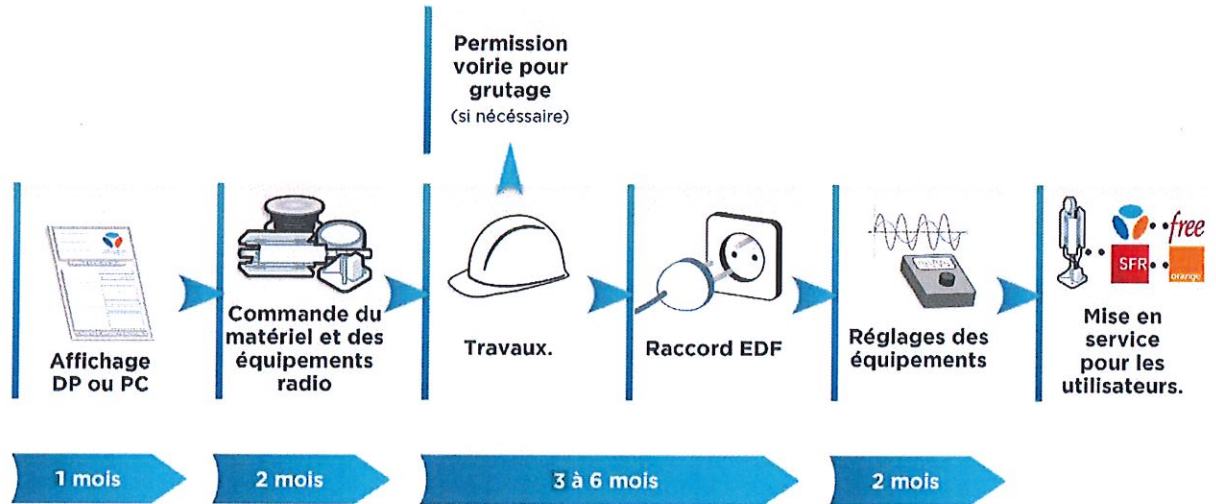 Permission
voirie pour
grutage
(si nécéssaire)
Affichage
DP ou PC
Commande du
matériel et des
équipements
radio
Travaux.
Raccord EDF
Réglages des
équipements
free
SFR
orange
Mise en
service
pour les
utilisateurs.
1 mois
2 mois
3 à 6 mois
2 mois